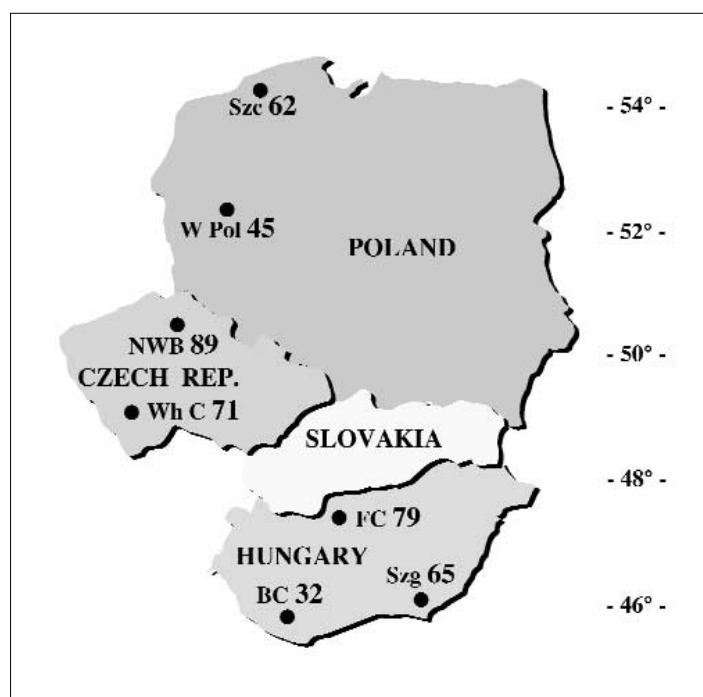 Szc 62
- 54° -
W Pol 45
- 52° -
POLAND
NWB 89
- 50° -
CZECH REP.
Wh C 71
SLOVAKIA
- 48° -
FC 79
HUNGARY
Szg 65
BC 32
- 46° -